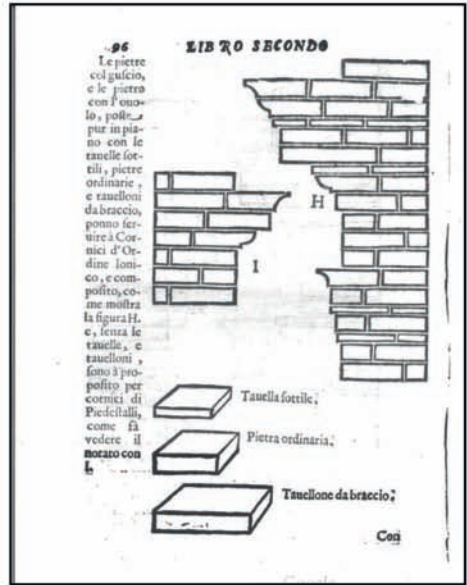 96
LIBRO SECONDO
Le pietre
col guscio,
e le pietre
con l'ouo-
lo, poste
pur in pia-
no con le
tauelle sot-
tili, pietre
ordinarie,
e tauelloni
da braccio,
ponno ser-
uire à Cor-
nici d'Or-
dine Ioni-
co, e com-
posito, co-
me mostra
la figura H.
e, senza le
tauelle, e
tauelloni,
sono à pro-
posito per
cornici di
Piedestalli,
come fà
vedere il
notato con
I.
H
I
Tauella sottile.
Pietra ordinaria.
Tauellone da braccio.
Con